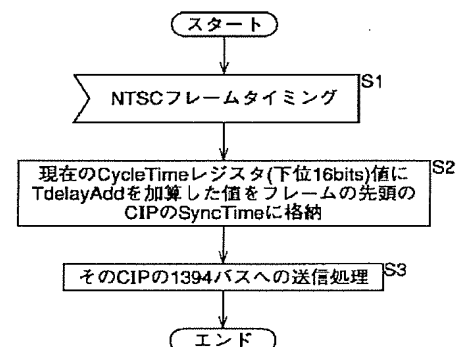 スタート
S1
NTSCフレームタイミング
S2
現在のCycleTimeレジスタ(下位16bits)値に
TdelayAddを加算した値をフレームの先頭の
CIPのSyncTimeに格納
S3
そのCIPの1394バスへの送信処理
エンド